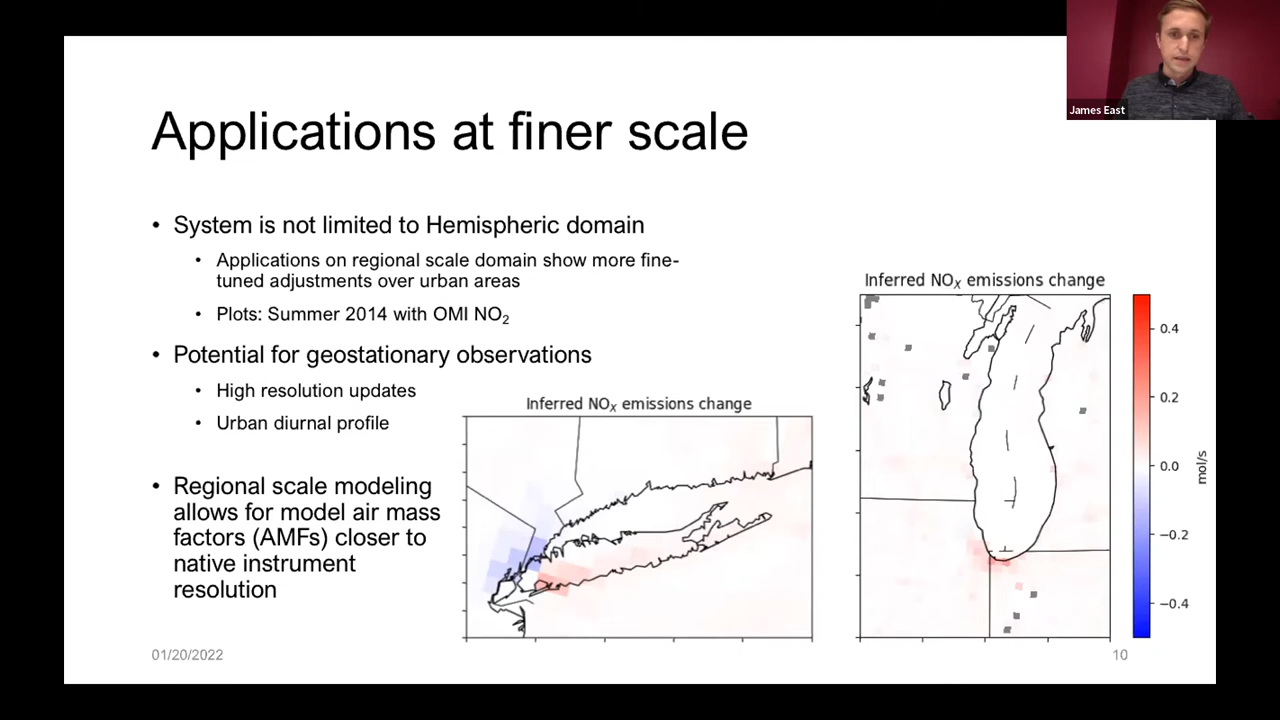 James East
Applications at finer scale
• System is not limited to Hemispheric domain
• Applications on regional scale domain show more fine-
tuned adjustments over urban areas
• Plots: Summer 2014 with OMI NO₂
• Potential for geostationary observations
• High resolution updates
• Urban diurnal profile
• Regional scale modeling
allows for model air mass
factors (AMFs) closer to
native instrument
resolution
Inferred NOₓ emissions change
Inferred NOₓ emissions change
0.4
0.2
0.0
−0.2
−0.4
mol/s
01/20/2022
10